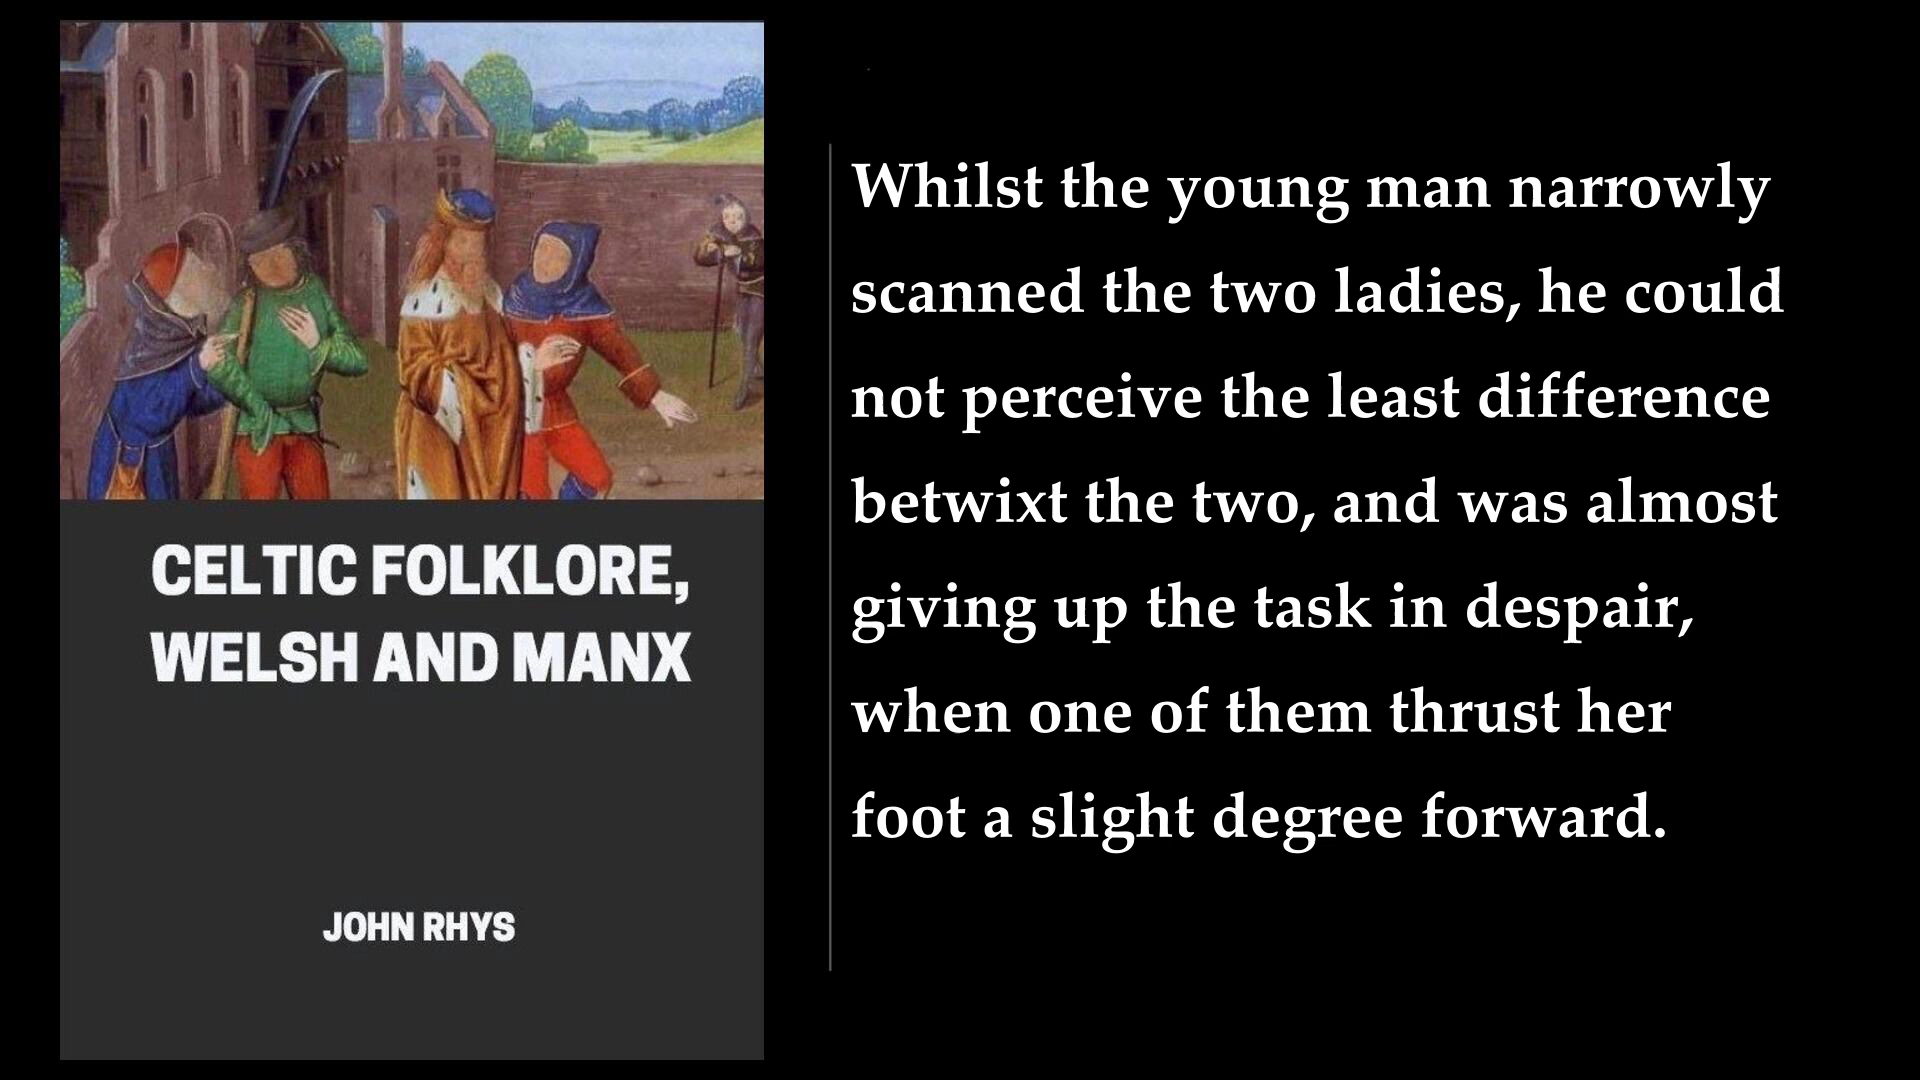 CELTIC FOLKLORE,
WELSH AND MANX
JOHN RHYS
Whilst the young man narrowly
scanned the two ladies, he could
not perceive the least difference
betwixt the two, and was almost
giving up the task in despair,
when one of them thrust her
foot a slight degree forward.